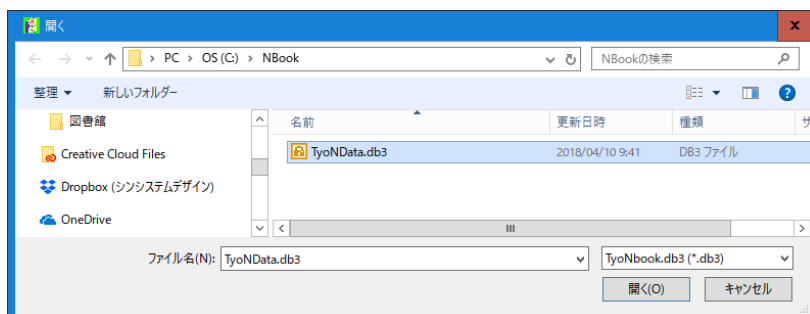 開く
PC › OS (C:) › NBook
NBookの検索
整理 新しいフォルダー
図書館
Creative Cloud Files
Dropbox (シンシステムデザイン)
OneDrive
名前 更新日時 種類 サ
TyoNData.db3 2018/04/10 9:41 DB3 ファイル
ファイル名(N): TyoNData.db3 TyoNbook.db3 (*.db3)
開く(O) キャンセル